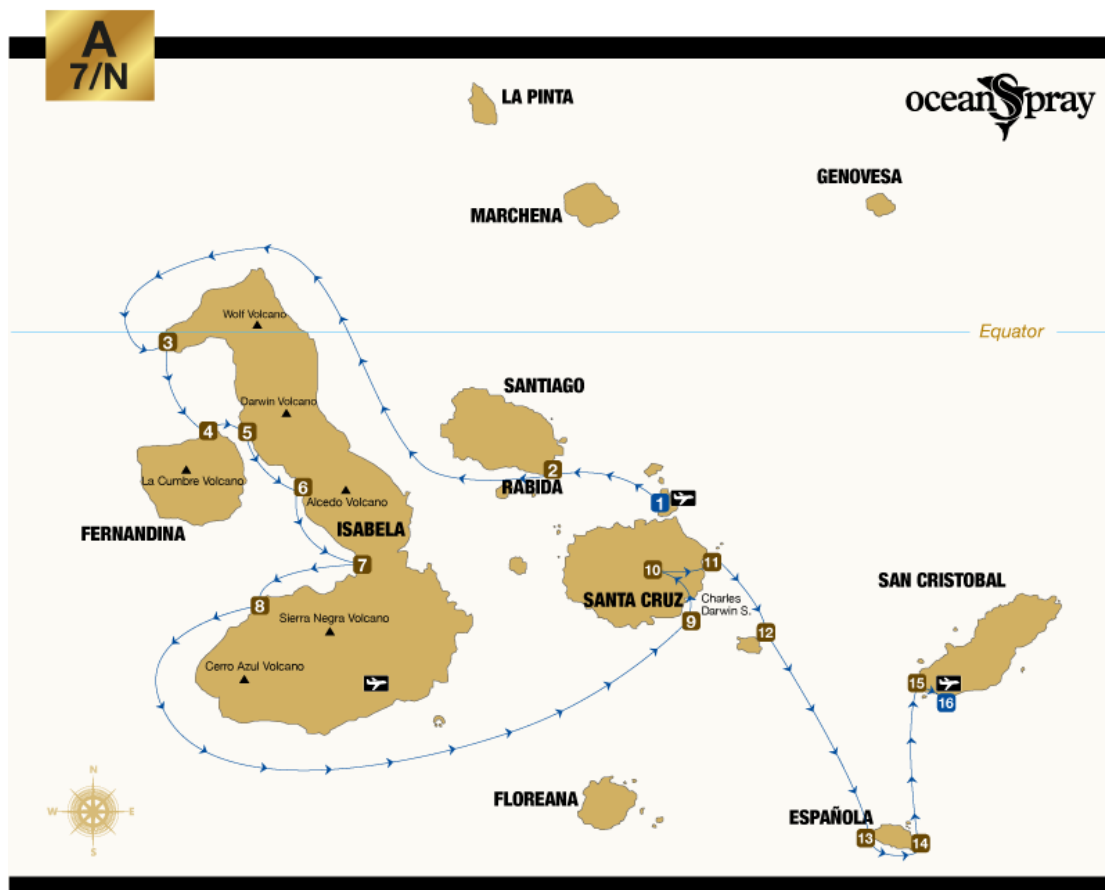 A
7/N
oceanSpray
LA PINTA
GENOVESA
MARCHENA
Wolf Volcano
Equator
3
SANTIAGO
Darwin Volcano
4
5
2
La Cumbre Volcano
RABIDA
6
Alcedo Volcano
1
FERNANDINA
ISABELA
7
10
11
SAN CRISTOBAL
8
SANTA CRUZ
Charles
Darwin S.
Sierra Negra Volcano
9
12
Cerro Azul Volcano
15
16
N
W
E
S
FLOREANA
ESPAÑOLA
13
14